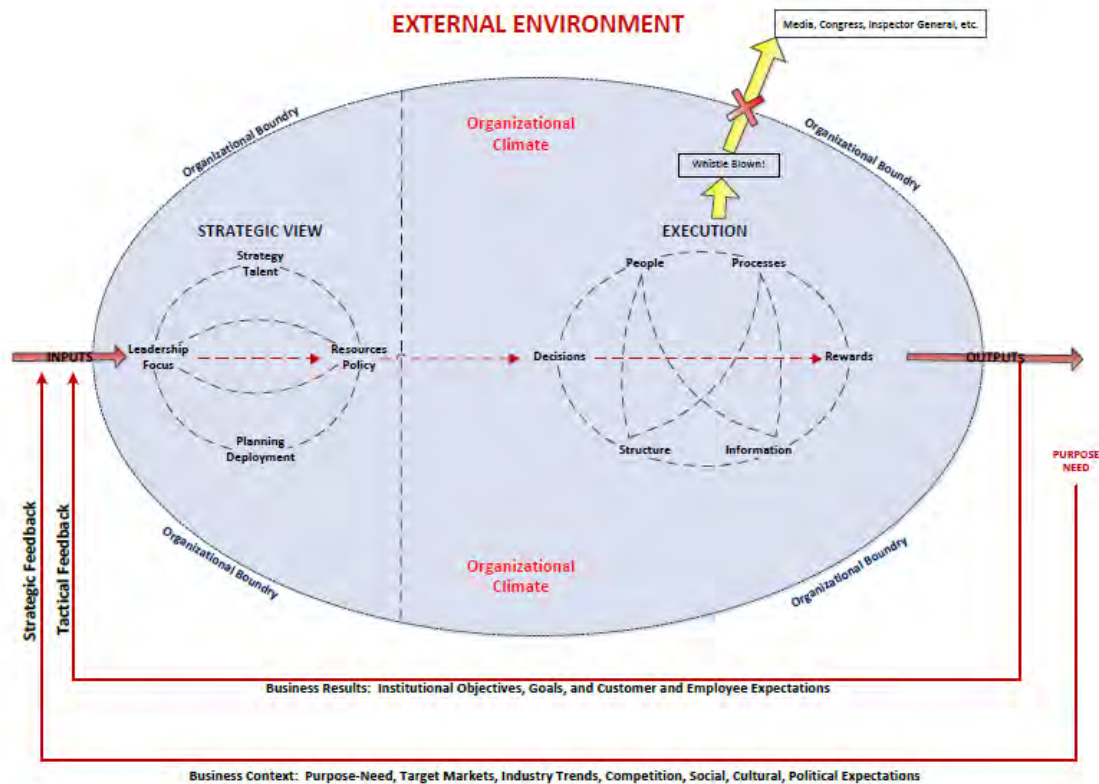 EXTERNAL ENVIRONMENT
Media, Congress, Inspector General, etc.
Organizational Boundry
Organizational
Climate
Organizational Boundry
Whistle Blown!
STRATEGIC VIEW
EXECUTION
Strategy
Talent
People
Processes
INPUTS
Leadership
Focus
Resources
Policy
Decisions
Rewards
OUTPUTS
Planning
Deployment
Structure
Information
PURPOSE
NEED
Strategic Feedback
Tactical Feedback
Organizational Boundry
Organizational
Climate
Organizational Boundry
Business Results: Institutional Objectives, Goals, and Customer and Employee Expectations
Business Context: Purpose-Need, Target Markets, Industry Trends, Competition, Social, Cultural, Political Expectations